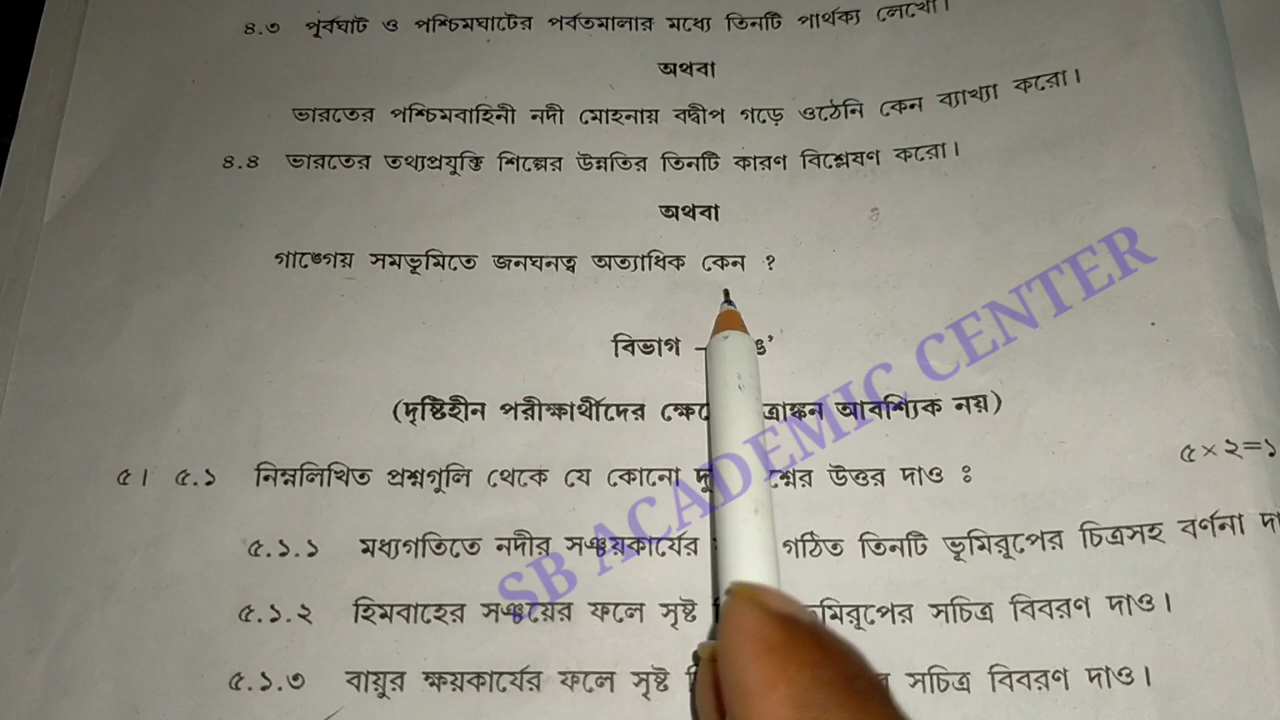 ৪.৩ পূর্বঘাট ও পশ্চিমঘাটের পর্বতমালার মধ্যে তিনটি পার্থক্য লেখো।
অথবা
ভারতের পশ্চিমবাহিনী নদী মোহনায় বদ্বীপ গড়ে ওঠেনি কেন ব্যাখ্যা করো।
৪.৪ ভারতের তথ্যপ্রযুক্তি শিল্পের উন্নতির তিনটি কারণ বিশ্লেষণ করো।
অথবা
গাঙ্গেয় সমভূমিতে জনঘনত্ব অত্যাধিক কেন ?
বিভাগ –
(দৃষ্টিহীন পরীক্ষার্থীদের আবশ্যিক নয়)
৫ × ২ = ১
৫। ৫.১ নিম্নলিখিত প্রশ্নগুলি থেকে যে কোনো উত্তর দাও ঃ
৫.১.১ মধ্যগতিতে নদীর সঞ্চয়কার্যের গঠিত তিনটি ভূমিরূপের চিত্রসহ বর্ণনা
৫.১.২ হিমবাহের সঞ্চয়ের ফলে সৃষ্ট সচিত্র বিবরণ দাও।
৫.১.৩ বায়ুর ক্ষয়কার্যের ফলে সৃষ্ট সচিত্র বিবরণ দাও।
SB ACADEMIC CENTER